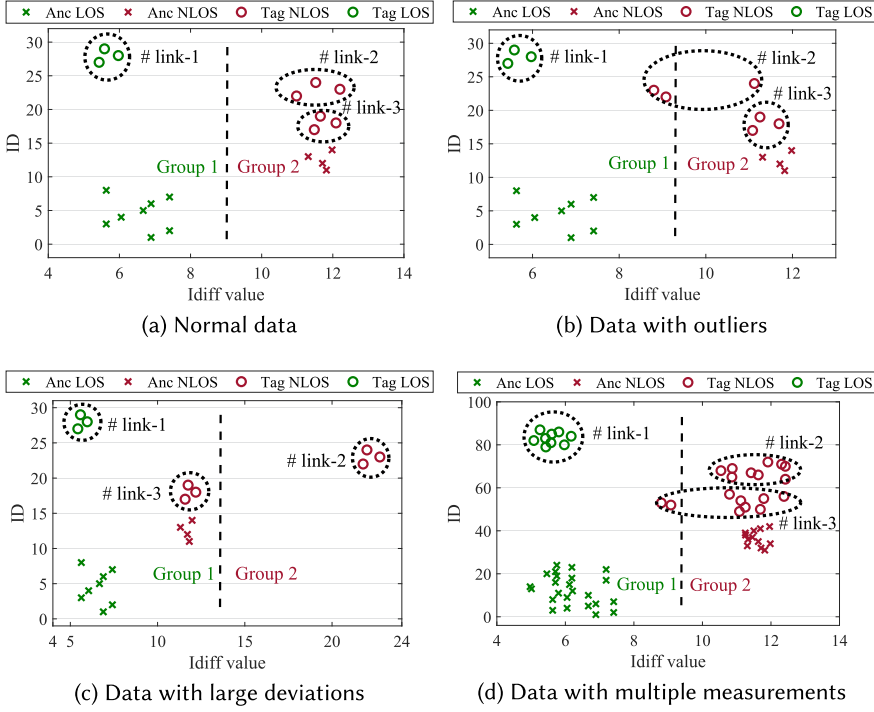 Anc LOS Anc NLOS Tag NLOS Tag LOS
30
25
20
15
10
5
0
ID
# link-1
# link-2
# link-3
Group 1
Group 2
4 6 8 10 12 14
Idiff value
(a) Normal data
Anc LOS Anc NLOS Tag NLOS Tag LOS
30
25
20
15
10
5
0
ID
# link-1
# link-2
# link-3
Group 1
Group 2
6 8 10 12
Idiff value
(b) Data with outliers
Anc LOS Anc NLOS Tag NLOS Tag LOS
30
25
20
15
10
5
0
ID
# link-1
# link-2
# link-3
Group 1
Group 2
4 5 10 15 20 24
Idiff value
(c) Data with large deviations
Anc LOS Anc NLOS Tag NLOS Tag LOS
100
80
60
40
20
0
ID
# link-1
# link-2
# link-3
Group 1
Group 2
4 6 8 10 12 14
Idiff value
(d) Data with multiple measurements